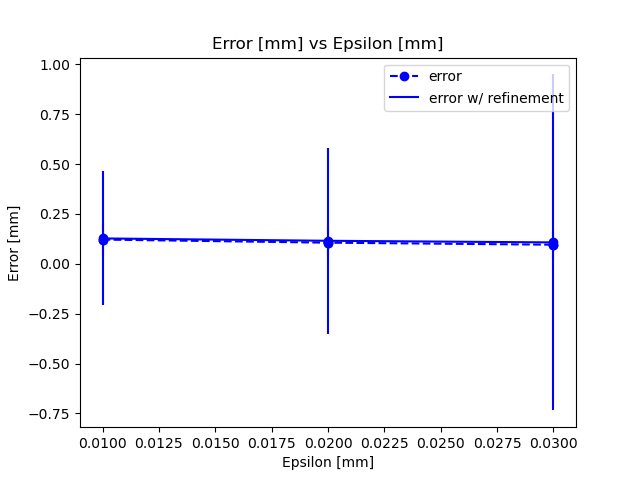 Error [mm] vs Epsilon [mm]
error
error w/ refinement
Error [mm]
1.00
0.75
0.50
0.25
0.00
−0.25
−0.50
−0.75
0.0100 0.0125 0.0150 0.0175 0.0200 0.0225 0.0250 0.0275 0.0300
Epsilon [mm]